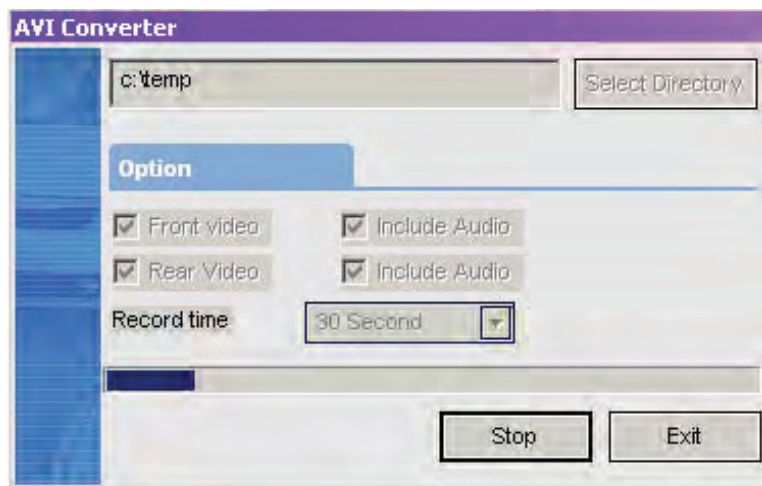 AVI Converter
c:\temp
Select Directory
Option
Front video
Include Audio
Rear Video
Include Audio
Record time
30 Second
Stop
Exit